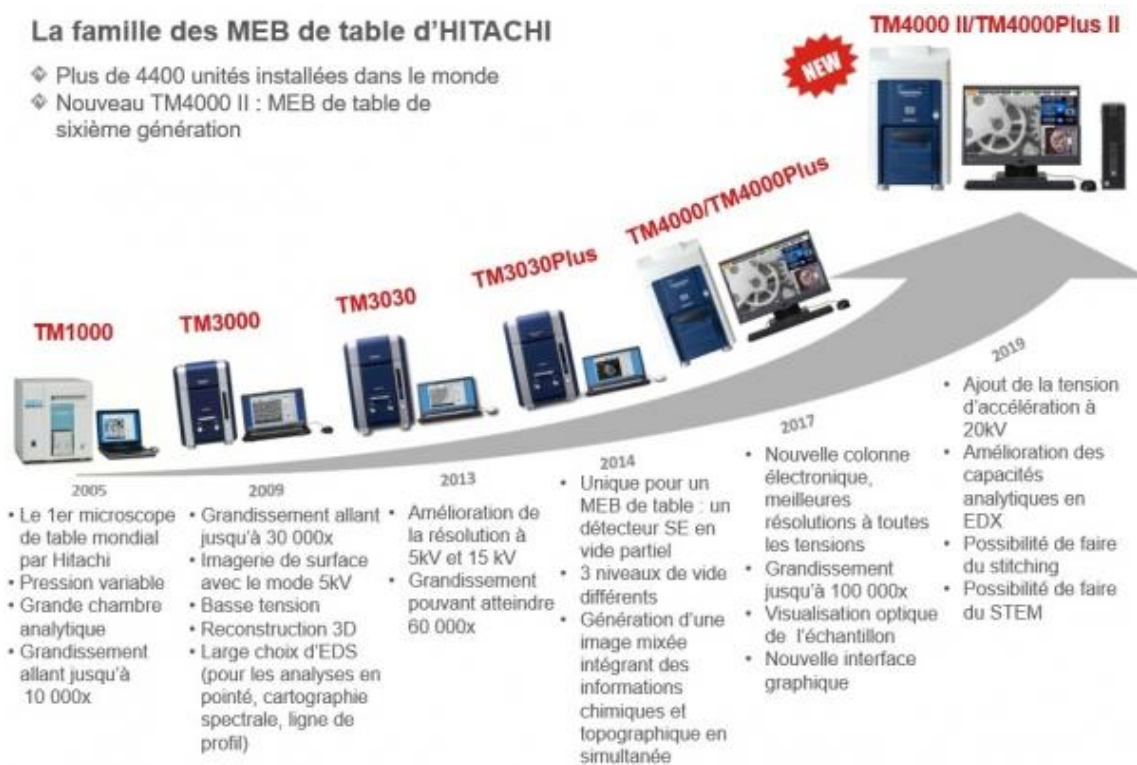 La famille des MEB de table d'HITACHI
Plus de 4400 unités installées dans le monde
Nouveau TM4000 II : MEB de table de
sixième génération
NEW
TM4000 II/TM4000Plus II
TM4000/TM4000Plus
TM3030Plus
TM3030
TM3000
TM1000
2005
• Le 1er microscope
de table mondial
par Hitachi
• Pression variable
• Grande chambre
analytique
• Grandissement
allant jusqu'à
10 000x
2009
• Grandissement allant
jusqu'à 30 000x
• Imagerie de surface
avec le mode 5kV
• Basse tension
• Reconstruction 3D
• Large choix d'EDS
(pour les analyses en
pointé, cartographie
spectrale, ligne de
profil)
2013
• Amélioration de
la résolution à
5kV et 15 kV
• Grandissement
pouvant atteindre
60 000x
2014
• Unique pour un
MEB de table : un
détecteur SE en
vide partiel
• 3 niveaux de vide
différents
• Génération d'une
image mixée
intégrant des
informations
chimiques et
topographique en
simultanée
2017
• Nouvelle colonne
électronique,
meilleures
résolutions à toutes
les tensions
• Grandissement
jusqu'à 100 000x
• Visualisation optique
de l'échantillon
• Nouvelle interface
graphique
2019
• Ajout de la tension
d'accélération à
20kV
• Amélioration des
capacités
analytiques en
EDX
• Possibilité de faire
du stitching
• Possibilité de faire
du STEM